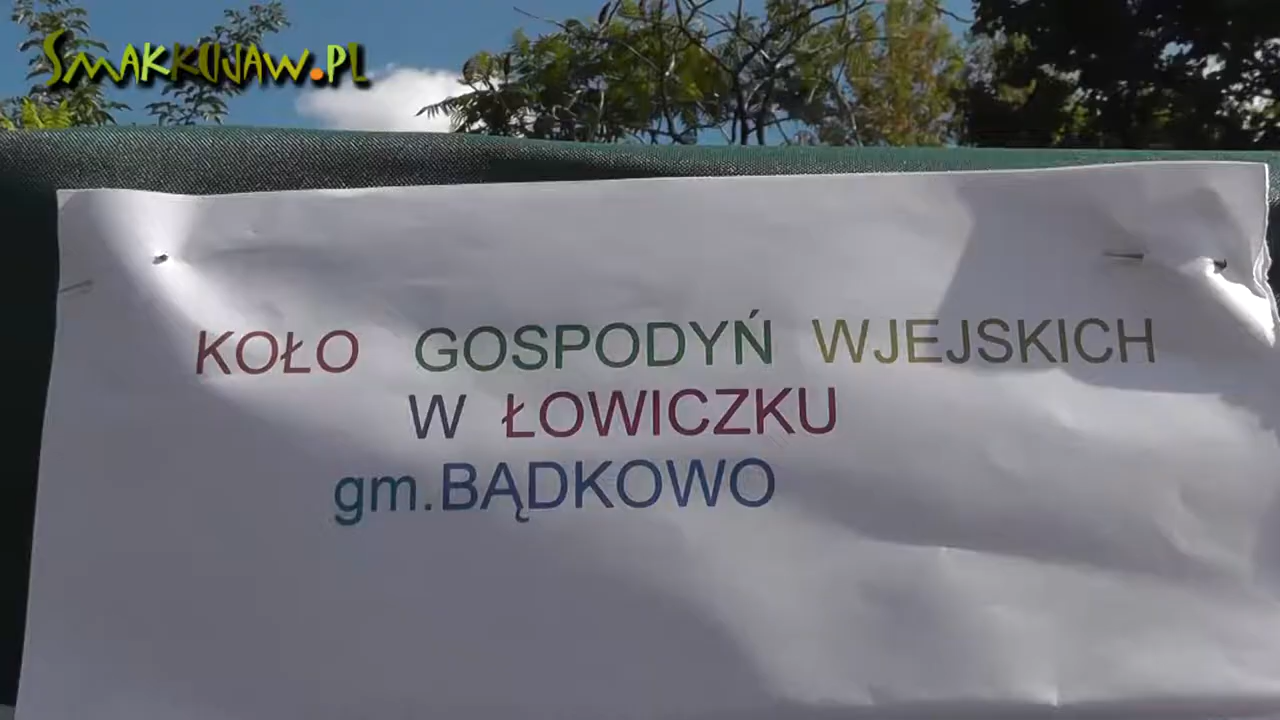 SMAKKUJAW.PL
KOŁO GOSPODYŃ WJEJSKICH
W ŁOWICZKU
gm.BĄDKOWO